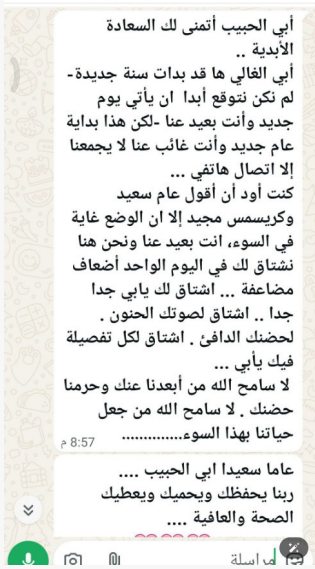 أبي الحبيب أتمنى لك السعادة
الأبدية ..
أبي الغالي ها قد بدات سنة جديدة-
لم نكن نتوقع أبدا ان يأتي يوم
جديد وأنت بعيد عنا -لكن هذا بداية
عام جديد وأنت غائب عنا لا يجمعنا
إلا اتصال هاتفي ...
كنت أود أن أقول عام سعيد
وكريسمس مجيد إلا ان الوضع غاية
في السوء، انت بعيد عنا ونحن هنا
نشتاق لك في اليوم الواحد أضعاف
مضاعفة ... اشتاق لك يابي جدا
جدا .. اشتاق لصوتك الحنون .
لحضنك الدافئ . اشتاق لكل تفصيلة
فيك يأبي ...
لا سامح الله من أبعدنا عنك وحرمنا
حضنك . لا سامح الله من جعل
حياتنا بهذا السوء...............
8:57 م
عاما سعيدا ابي الحبيب ....
ربنا يحفظك ويحميك ويعطيك
الصحة والعافية ....
مراسلة